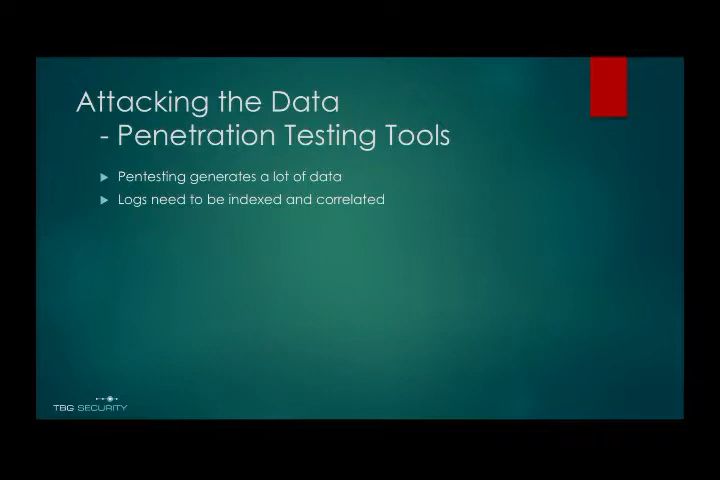 Attacking the Data
- Penetration Testing Tools
Pentesting generates a lot of data
Logs need to be indexed and correlated
TBG SECURITY